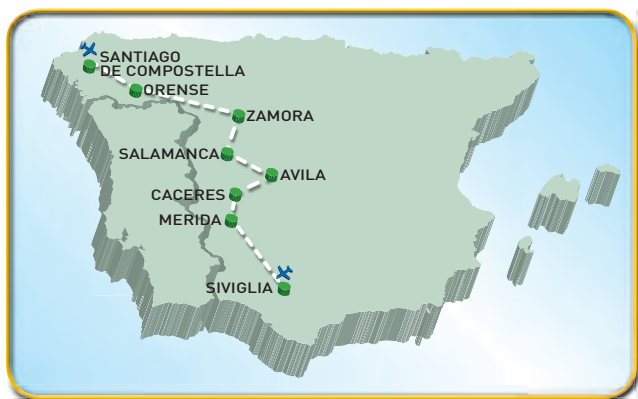 SANTIAGO
DE COMPOSTELLA
ORENSE
ZAMORA
SALAMANCA
AVILA
CACERES
MERIDA
SIVIGLIA